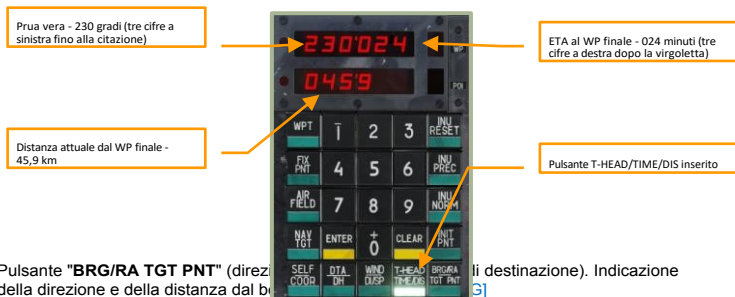 Prua vera - 230 gradi (tre cifre a
sinistra fino alla citazione)
230'024
WP
ETA al WP finale - 024 minuti (tre
cifre a destra dopo la virgoletta)
045'9
POI
Distanza attuale dal WP finale -
45,9 km
Pulsante T-HEAD/TIME/DIS inserito
WPT 1 2 3 INU RESET
FIX PNT 4 5 6 INU PREC
AIR FIELD 7 8 9 INU NORM
NAV TGT ENTER ±0 CLEAR INIT PNT
SELF COOR DTA DH WIND DH/SP T-HEAD TIME/DIS BRG/RA TGT PNT
Pulsante "BRG/RA TGT PNT" (direzi
li destinazione). Indicazione
della direzione e della distanza dal b
G]